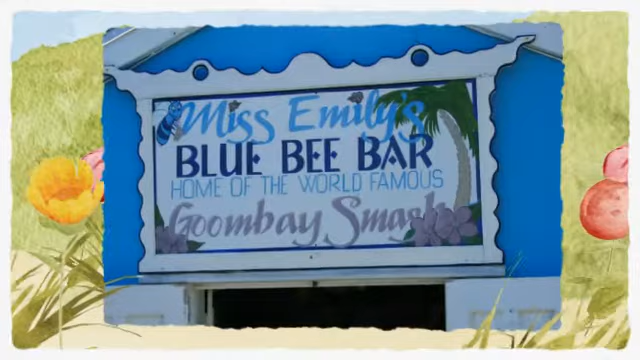 Miss Emily's
BLUE BEE BAR
HOME OF THE WORLD FAMOUS
Goombay Smash